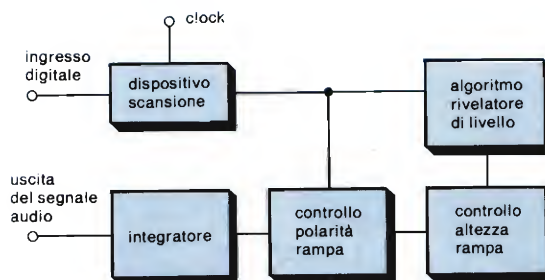 clock
ingresso
digitale
dispositivo
scansione
algoritmo
rivelatore
di livello
uscita
del segnale
audio
integratore
controllo
polarità
rampa
controllo
altezza
rampa